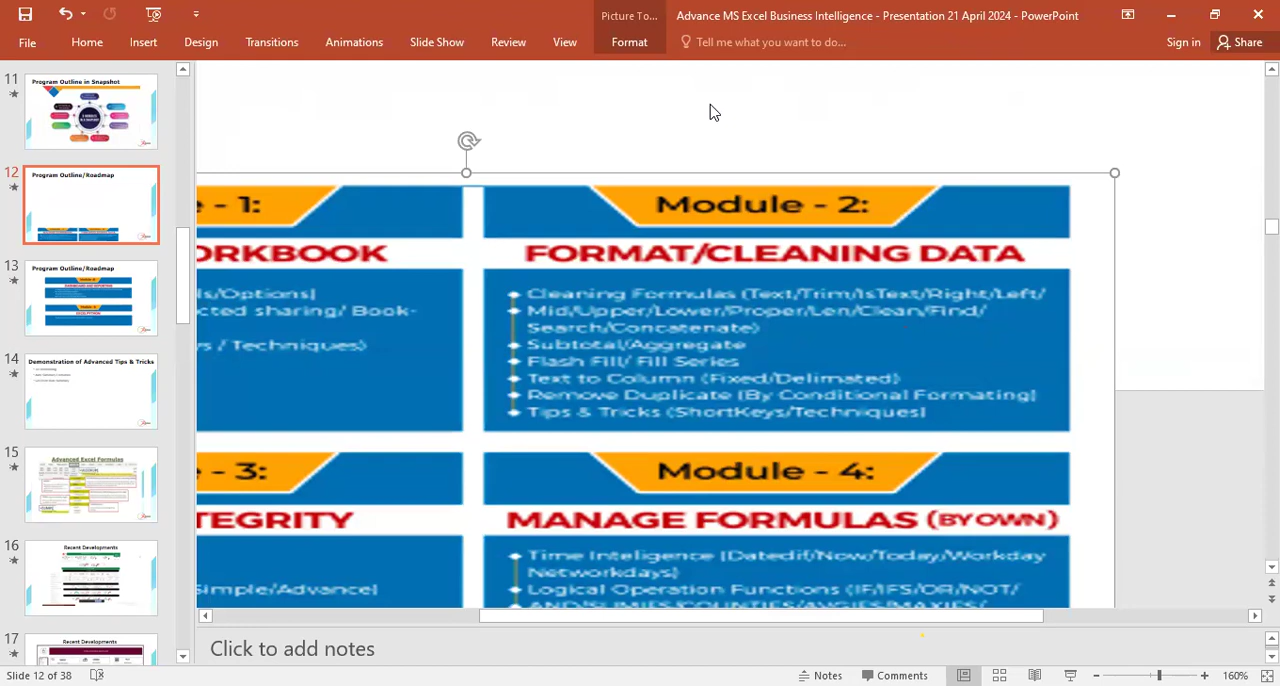 Picture To...
Advance MS Excel Business Intelligence - Presentation 21 April 2024 - PowerPoint
File Home Insert Design Transitions Animations Slide Show Review View Format Tell me what you want to do... Sign in Share
11
Program Outline in Snapshot
12
Program Outline/Roadmap
13
Program Outline/Roadmap
14
Demonstration of Advanced Tips & Tricks
15
Advanced Excel Formulas
16
Recent Developments
17
Recent Developments
e - 1:
ORKBOOK
ls/Options)
cted sharing/ Book-
s / Techniques)
Module - 2:
FORMAT/CLEANING DATA
Cleaning Formulas (Text/Trim/IsText/Right/Left/
Mid/Upper/Lower/Proper/Len/Clean/Find/
Search/Concatenate)
Subtotal/Aggregate
Flash Fill/ Fill Series
Text to Column (Fixed/Delimated)
Remove Duplicate (By Conditional Formating)
Tips & Tricks (ShortKeys/Techniques)
e - 3:
TEGRITY
Simple/Advance)
Module - 4:
MANAGE FORMULAS (BY OWN)
Time Inteligence (Datedif/Now/Today/Workday
Networkdays)
Logical Operation Functions (IF/IFS/OR/NOT/
Click to add notes
Slide 12 of 38
Notes Comments 160%